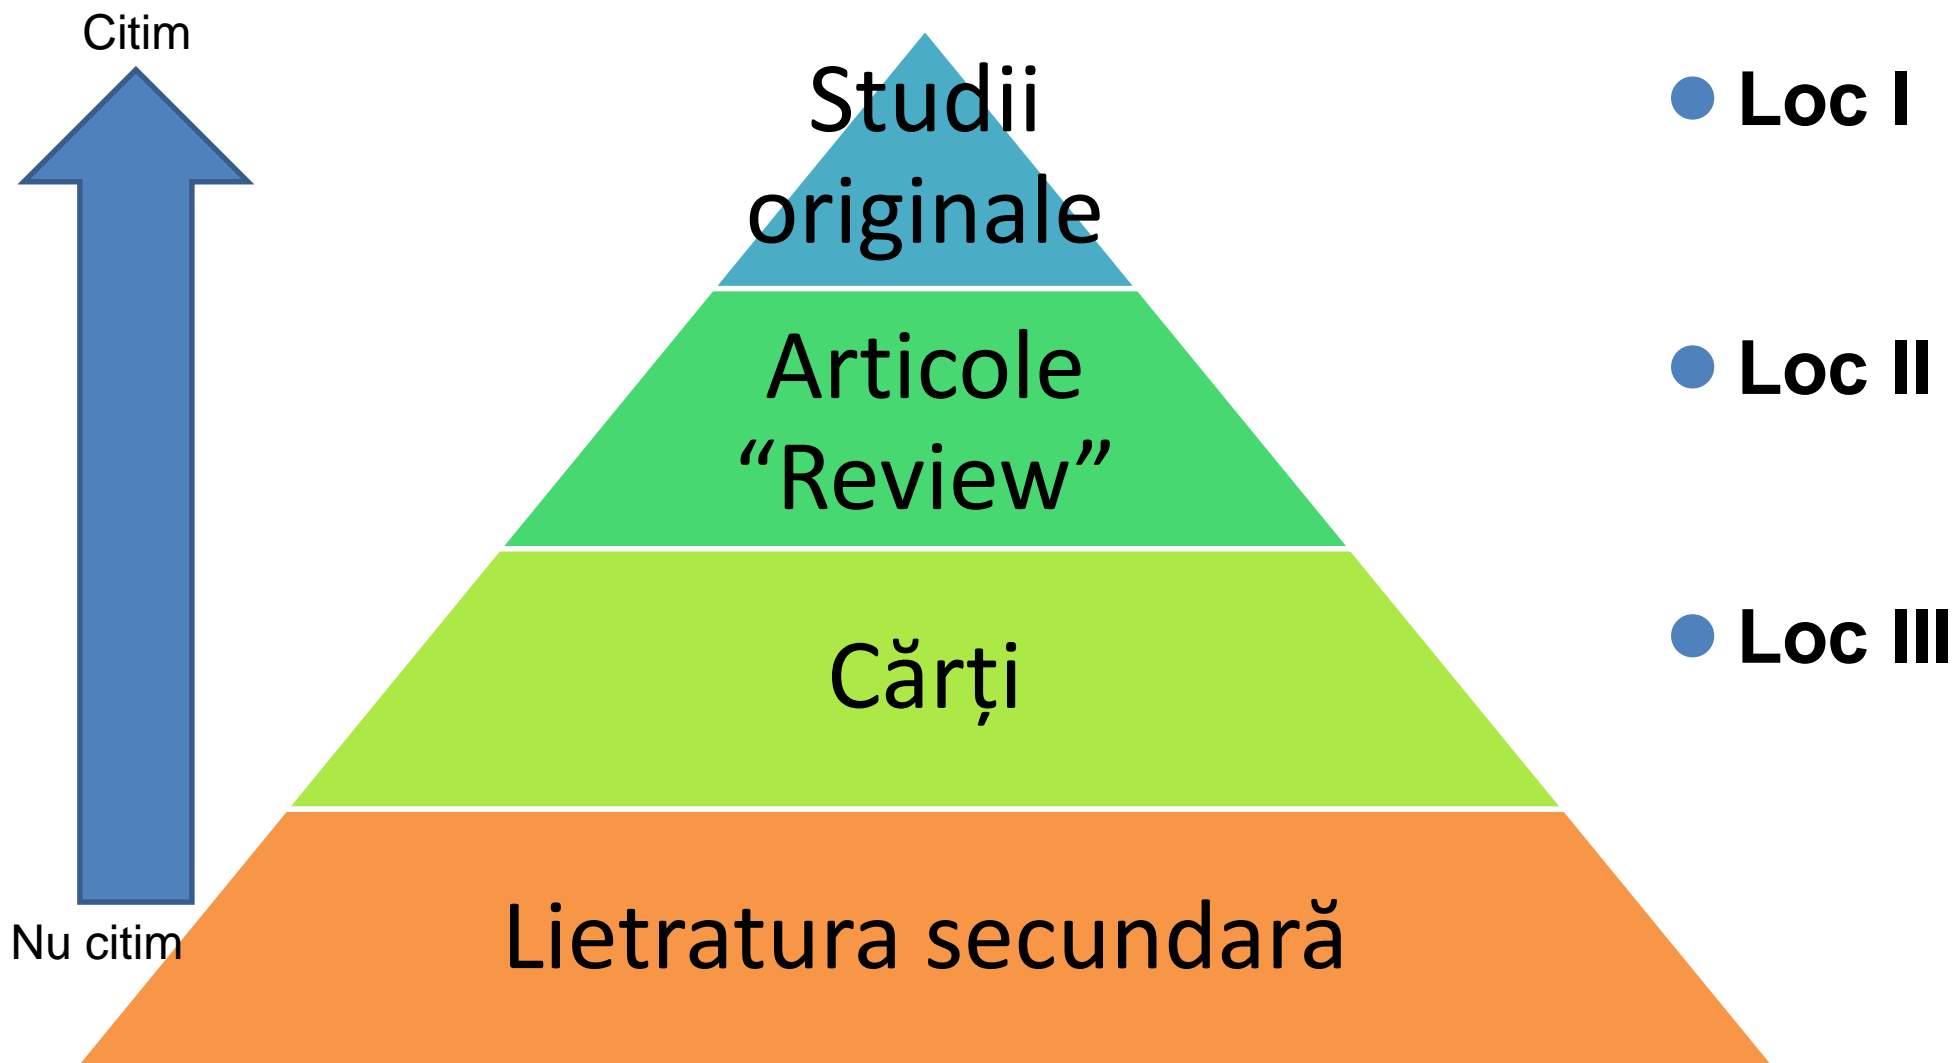 Citim
Studii
originale
Loc I
Articole
“Review”
Loc II
Cărți
Loc III
Lietratura secundară
Nu citim